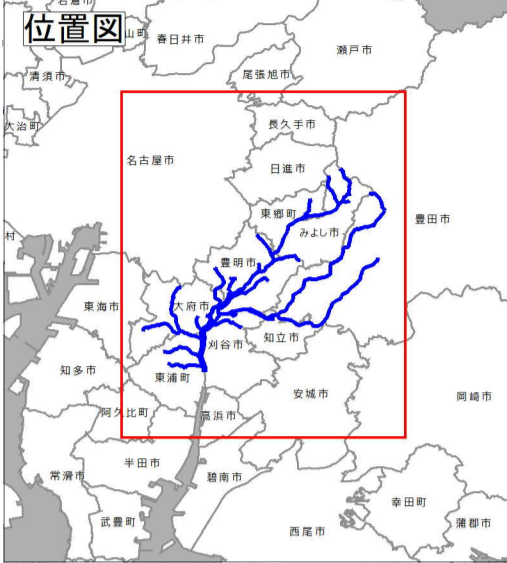 位置図
山町
春日井市
瀬戸市
尾張旭市
清須市
長久手市
大治町
名古屋市
日進市
東郷町
豊田市
みよし市
村
豊明市
東海市
大府市
刈谷市
知立市
知多市
東浦町
安城市
岡崎市
阿久比町
高浜市
半田市
常滑市
碧南市
幸田町
武豊町
蒲郡市
西尾市